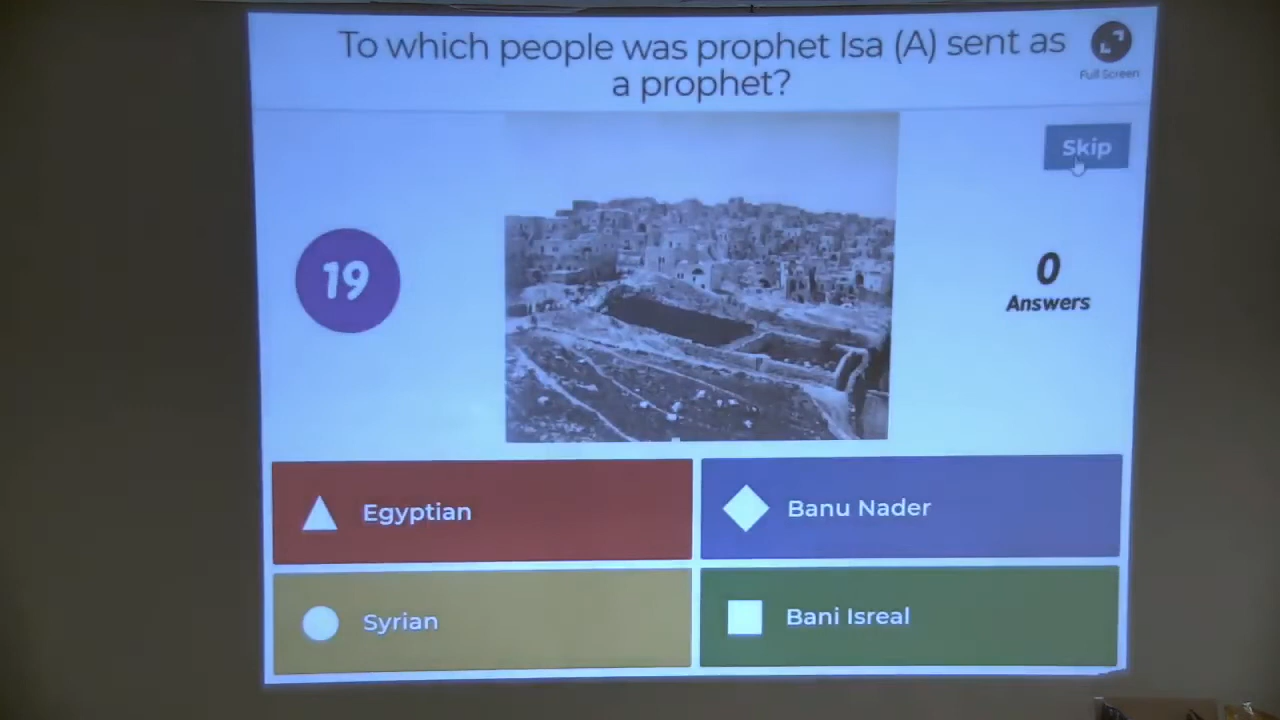 To which people was prophet Isa (A) sent as
a prophet?
Full Screen
Skip
19
0
Answers
Egyptian
Banu Nader
Syrian
Bani Isreal